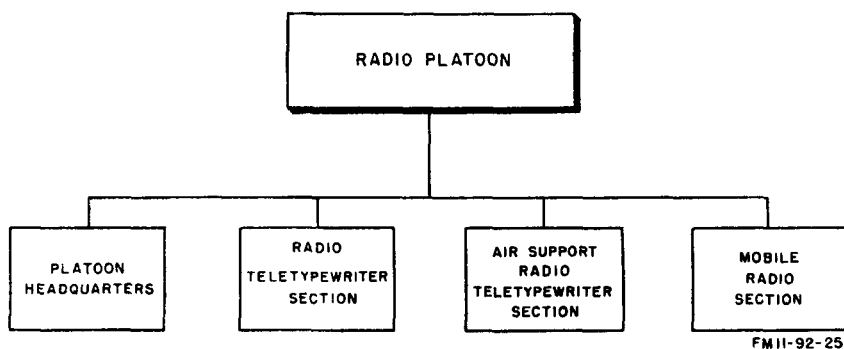 RADIO PLATOON
PLATOON
HEADQUARTERS
RADIO
TELETYPEWRITER
SECTION
AIR SUPPORT
RADIO
TELETYPEWRITER
SECTION
MOBILE
RADIO
SECTION
FM11-92-25